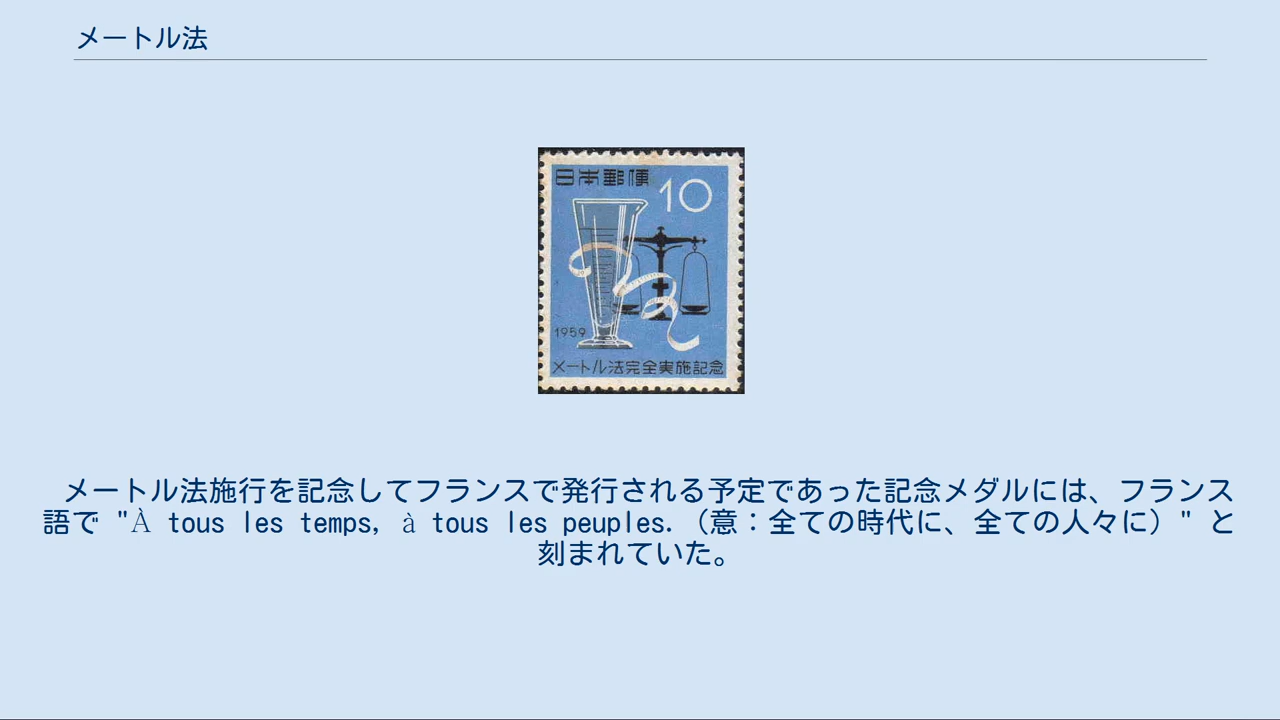 メートル法
日本郵便
10
1959
メートル法完全実施記念
メートル法施行を記念してフランスで発行される予定であった記念メダルには、フランス
語で "À tous les temps, à tous les peuples.（意：全ての時代に、全ての人々に）" と
刻まれていた。